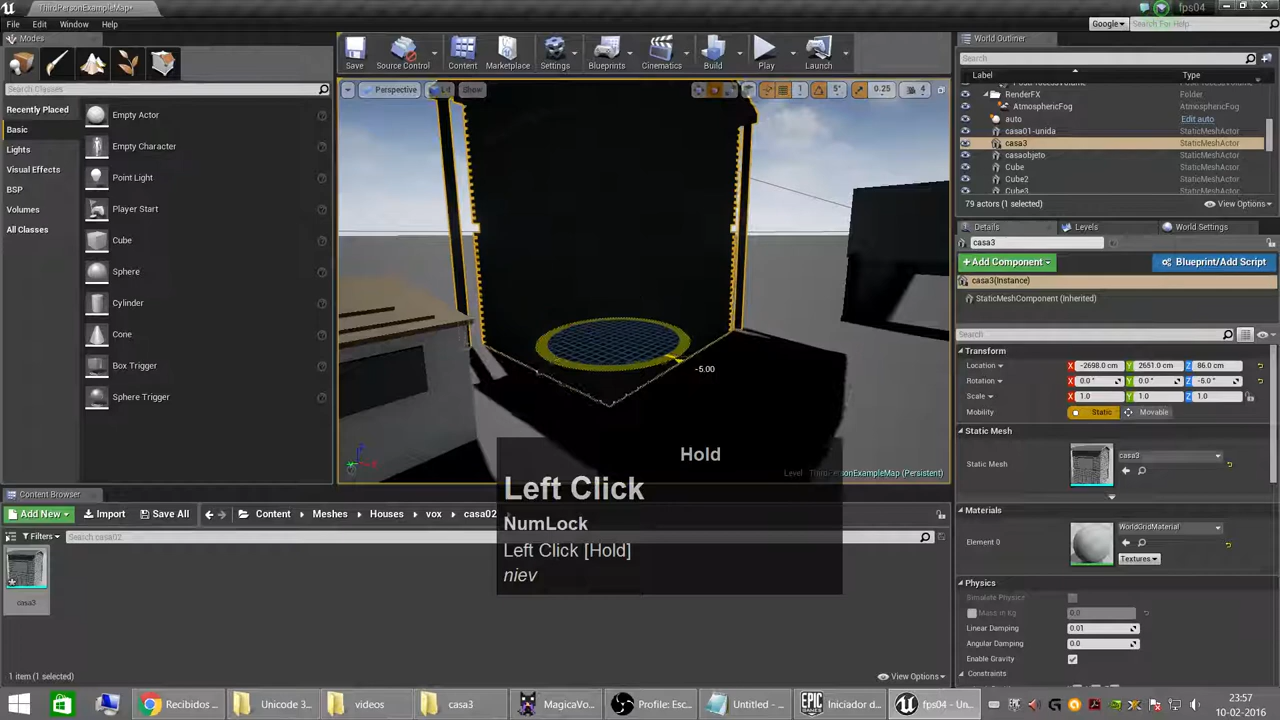 ThirdPersonExampleMap*
fps04
File Edit Window Help
Google
Search For Help
Modes
Search Classes
Recently Placed
Basic
Lights
Visual Effects
BSP
Volumes
All Classes
Empty Actor
Empty Character
Point Light
Player Start
Cube
Sphere
Cylinder
Cone
Box Trigger
Sphere Trigger
Save
Source Control
Content
Marketplace
Settings
Blueprints
Cinematics
Build
Play
Launch
Perspective
Show
1
5°
0.25
4
-5.00
Level: ThirdPersonExampleMap (Persistent)
Hold
Left Click
NumLock
Left Click [Hold]
niev
World Outliner
Search
Label Type
RenderFX Folder
AtmosphericFog AtmosphericFog
auto Edit auto
casa01-unida StaticMeshActor
casa3 StaticMeshActor
casaobjeto StaticMeshActor
Cube StaticMeshActor
Cube2 StaticMeshActor
Cube3 StaticMeshActor
79 actors (1 selected)
View Options
Details
Levels
World Settings
casa3
+Add Component
Blueprint/Add Script
casa3(Instance)
StaticMeshComponent (Inherited)
Search
Transform
Location X -2698.0 cm Y 2651.0 cm Z 86.0 cm
Rotation X 0.0 ° Y 0.0 ° Z -5.0 °
Scale X 1.0 Y 1.0 Z 1.0
Mobility Static Movable
Static Mesh
Static Mesh casa3
Materials
Element 0 WorldGridMaterial
Textures
Physics
Simulate Physics
Mass in Kg 0.0
Linear Damping 0.01
Angular Damping 0.0
Enable Gravity
Constraints
Content Browser
Add New Import Save All Content Meshes Houses vox casa02
Filters Search casa02
casa3
1 item (1 selected)
View Options
Recibidos ...
Unicode 3...
videos
casa3
MagicaVo...
Profile: Esc...
Untitled - ...
EPIC GAMES
Iniciador d...
fps04 - Un...
23:57
10-02-2016